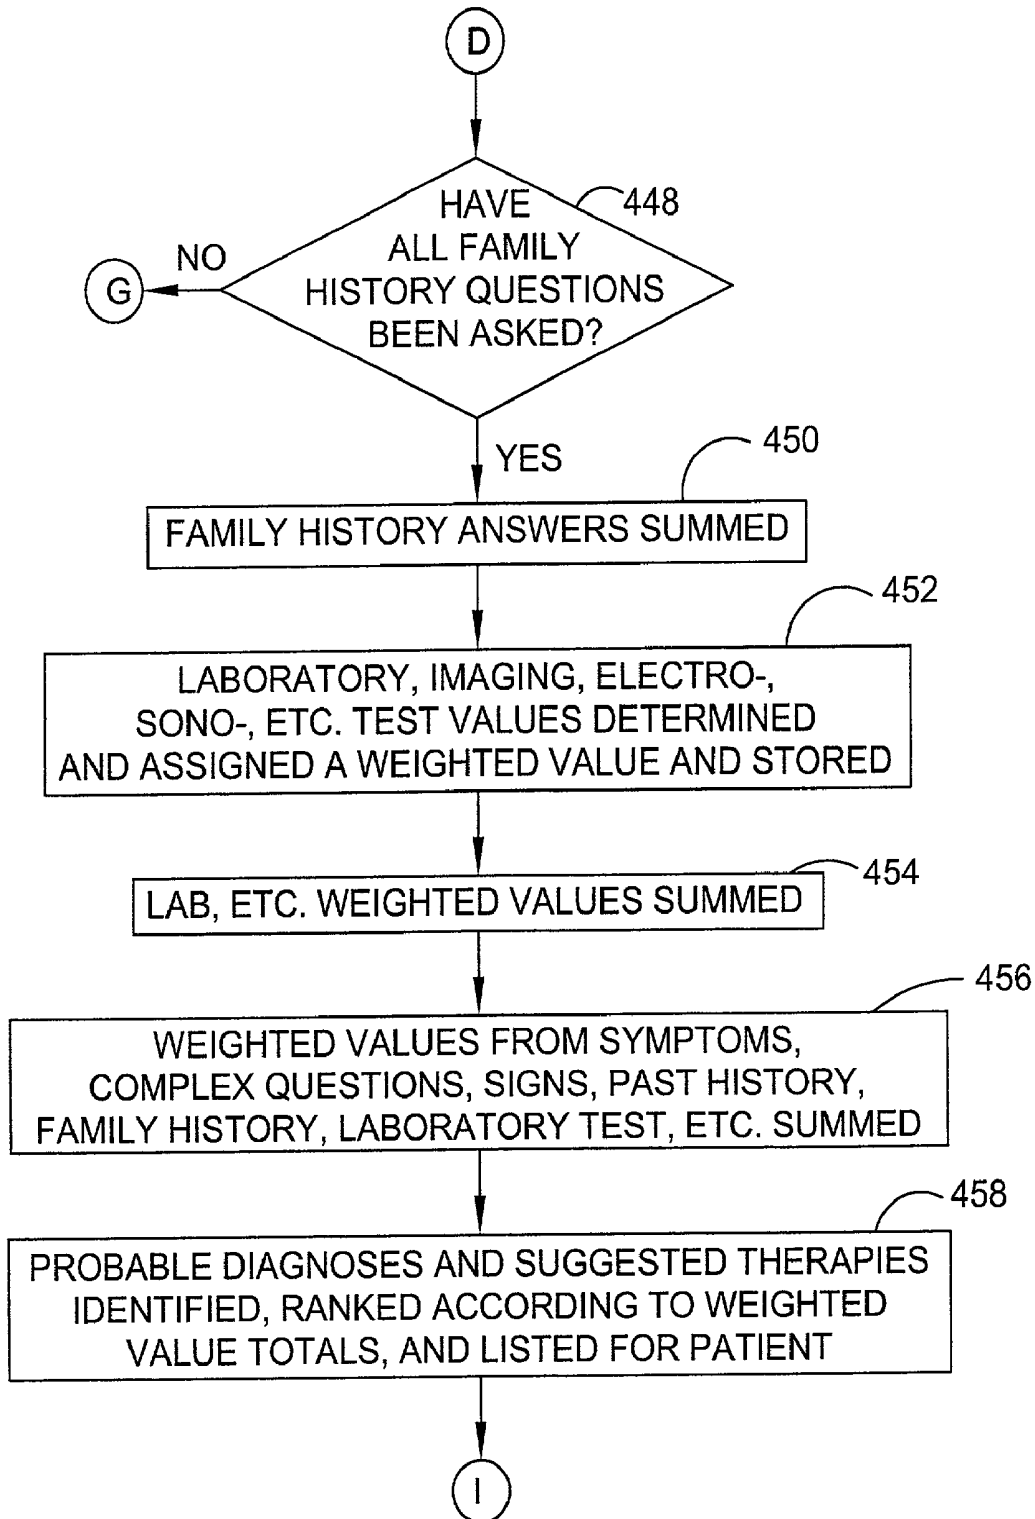 D
HAVE
ALL FAMILY
HISTORY QUESTIONS
BEEN ASKED?
448
NO
G
YES
450
FAMILY HISTORY ANSWERS SUMMED
452
LABORATORY, IMAGING, ELECTRO-,
SONO-, ETC. TEST VALUES DETERMINED
AND ASSIGNED A WEIGHTED VALUE AND STORED
454
LAB, ETC. WEIGHTED VALUES SUMMED
456
WEIGHTED VALUES FROM SYMPTOMS,
COMPLEX QUESTIONS, SIGNS, PAST HISTORY,
FAMILY HISTORY, LABORATORY TEST, ETC. SUMMED
458
PROBABLE DIAGNOSES AND SUGGESTED THERAPIES
IDENTIFIED, RANKED ACCORDING TO WEIGHTED
VALUE TOTALS, AND LISTED FOR PATIENT
I